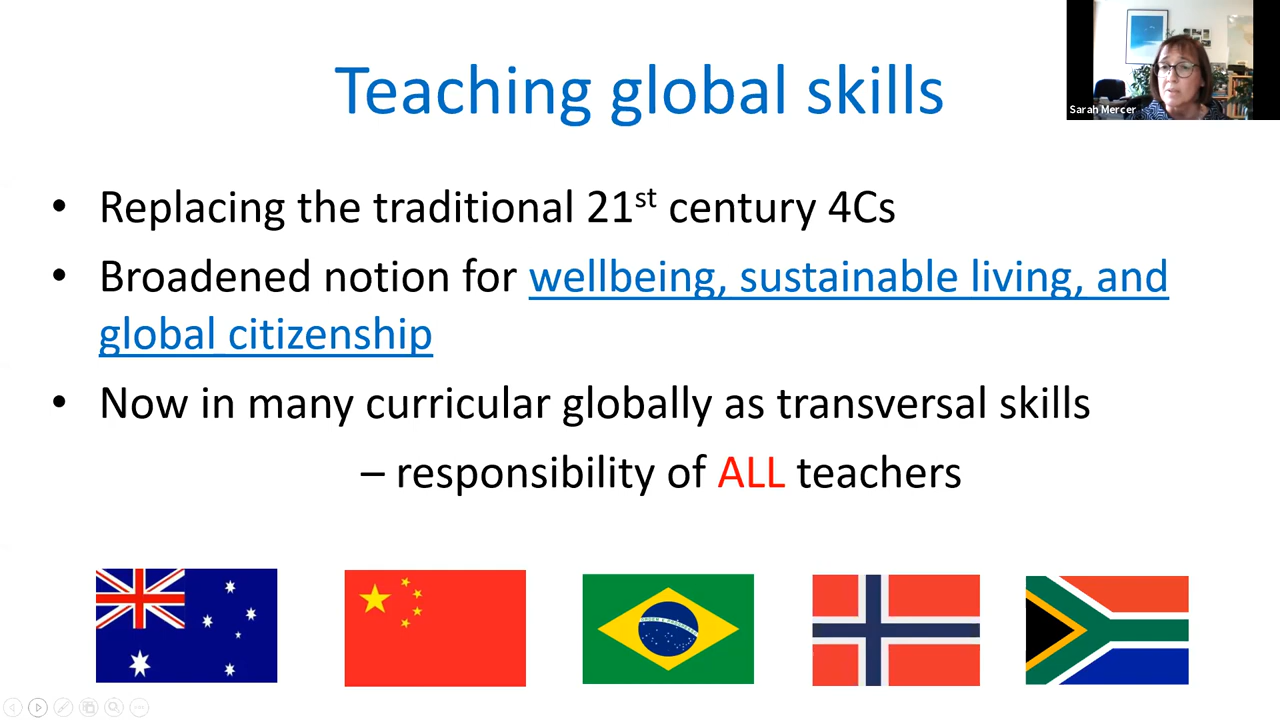 Teaching global skills
Sarah Mercer
• Replacing the traditional 21st century 4Cs
• Broadened notion for wellbeing, sustainable living, and
global citizenship
• Now in many curricular globally as transversal skills
– responsibility of ALL teachers